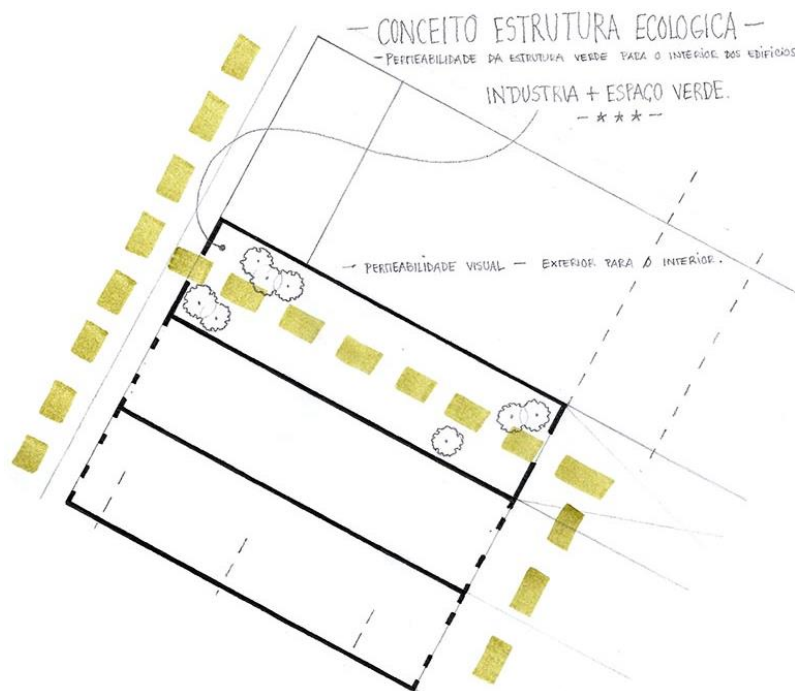 — CONCEITO ESTRUTURA ECOLOGICA —
- PERMEABILIDADE DA ESTRUTURA VERDE PARA O INTERIOR DOS EDIFICIOS
INDUSTRIA + ESPAÇO VERDE.
- * * * -
→ PERMEABILIDADE VISUAL — EXTERIOR PARA O INTERIOR.